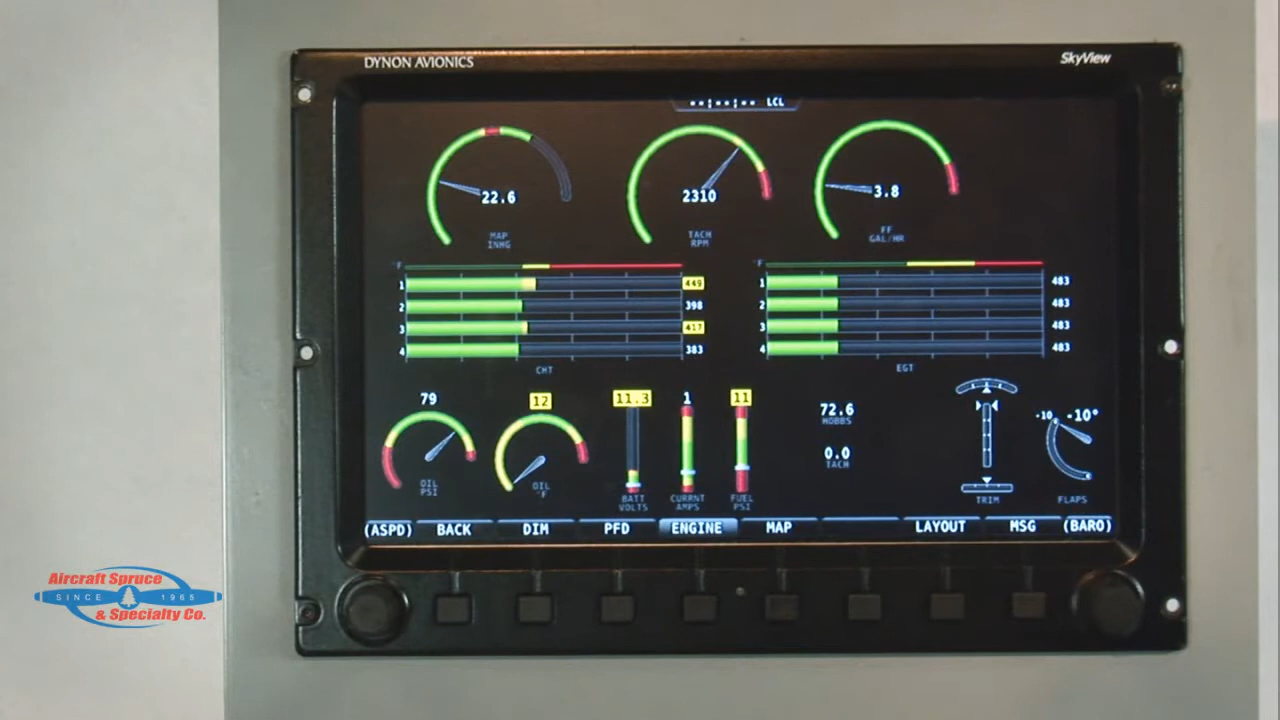 DYNON AVIONICS
SkyView
--:--:-- LCL
22.6
MAP
INHG
2310
TACH
RPM
3.8
FF
GAL/HR
°F
1
449
2
398
3
417
4
383
CHT
°F
1
483
2
483
3
483
4
483
EGT
79
OIL
PSI
12
OIL
°F
11.3
BATT
VOLTS
1
CURRNT
AMPS
11
FUEL
PSI
72.6
HOBBS
0.0
TACH
TRIM
-10
-10°
FLAPS
(ASPD) BACK DIM PFD ENGINE MAP LAYOUT MSG (BARO)
Aircraft Spruce
SINCE 1965
& Specialty Co.